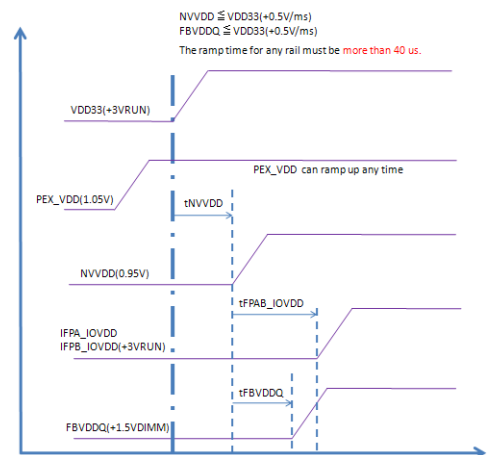 NVVDD ≦ VDD33(+0.5V/ms)
FBVDDQ ≦ VDD33(+0.5V/ms)
The ramp time for any rail must be more than 40 us.
VDD33(+3VRUN)
PEX_VDD can ramp up any time
PEX_VDD(1.05V)
tNVVDD
NVVDD(0.95V)
tFPAB_IOVDD
IFPA_IOVDD
IFPB_IOVDD(+3VRUN)
tFBVDDQ
FBVDDQ(+1.5VDIMM)